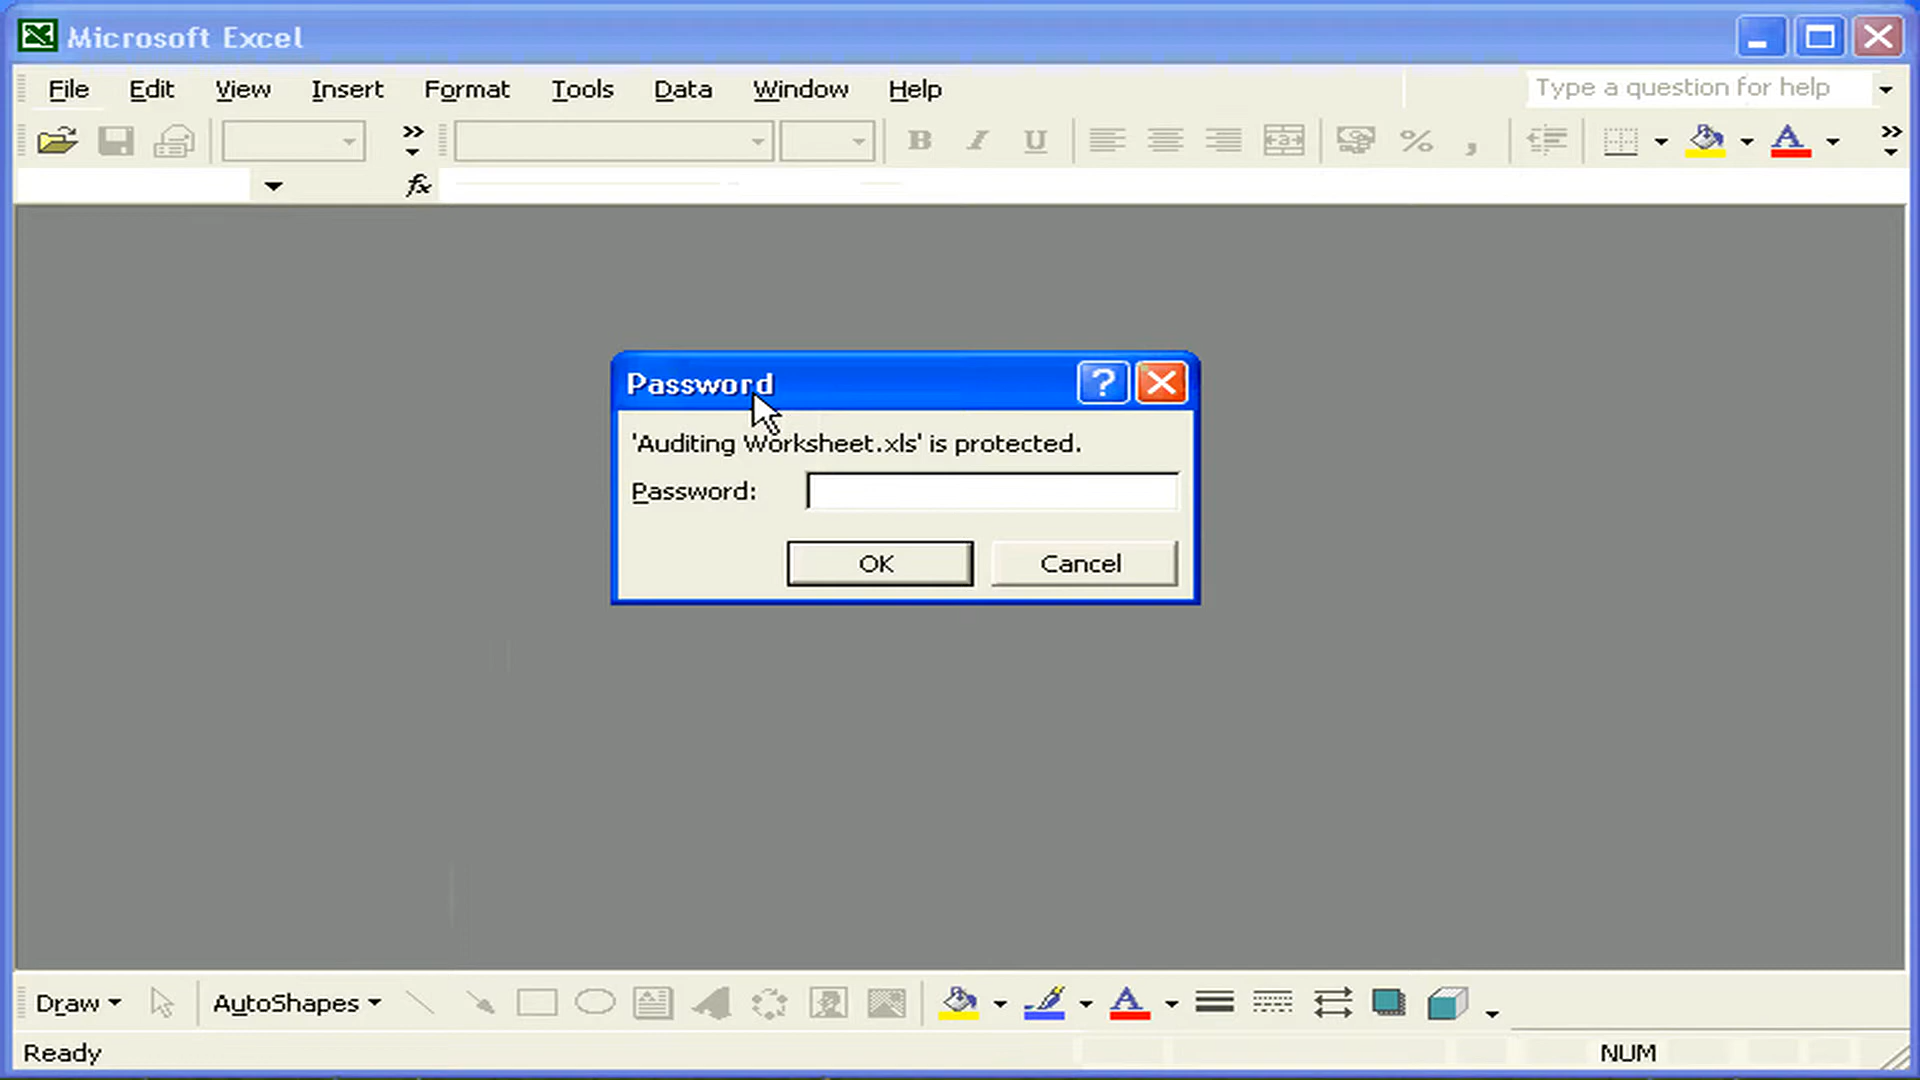 Microsoft Excel
File Edit View Insert Format Tools Data Window Help Type a question for help
B I U % ,
fx
Password
'Auditing Worksheet.xls' is protected.
Password:
OK Cancel
Draw AutoShapes
Ready NUM